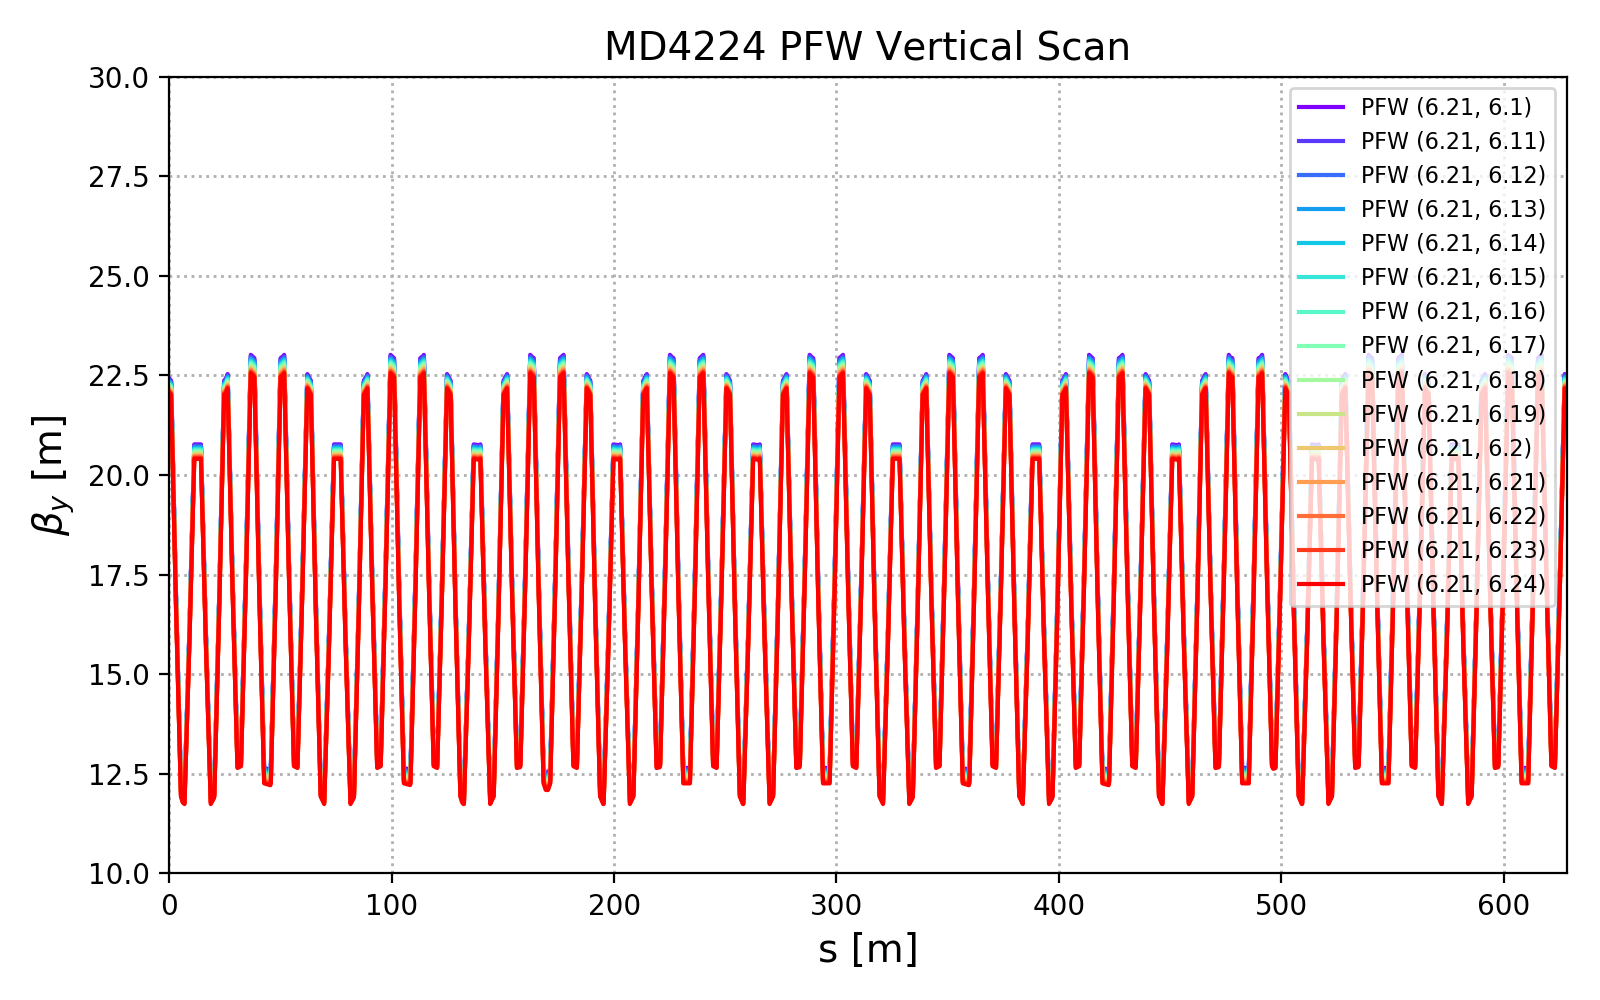 MD4224 PFW Vertical Scan
30.0
27.5
25.0
22.5
20.0
17.5
15.0
12.5
10.0
βy [m]
PFW (6.21, 6.1)
PFW (6.21, 6.11)
PFW (6.21, 6.12)
PFW (6.21, 6.13)
PFW (6.21, 6.14)
PFW (6.21, 6.15)
PFW (6.21, 6.16)
PFW (6.21, 6.17)
PFW (6.21, 6.18)
PFW (6.21, 6.19)
PFW (6.21, 6.2)
PFW (6.21, 6.21)
PFW (6.21, 6.22)
PFW (6.21, 6.23)
PFW (6.21, 6.24)
0 100 200 300 400 500 600
s [m]